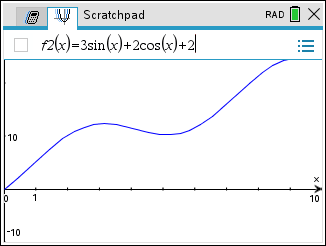 Scratchpad RAD
f2(x)=3sin(x)+2cos(x)+2
10
x
0 1 10
-10